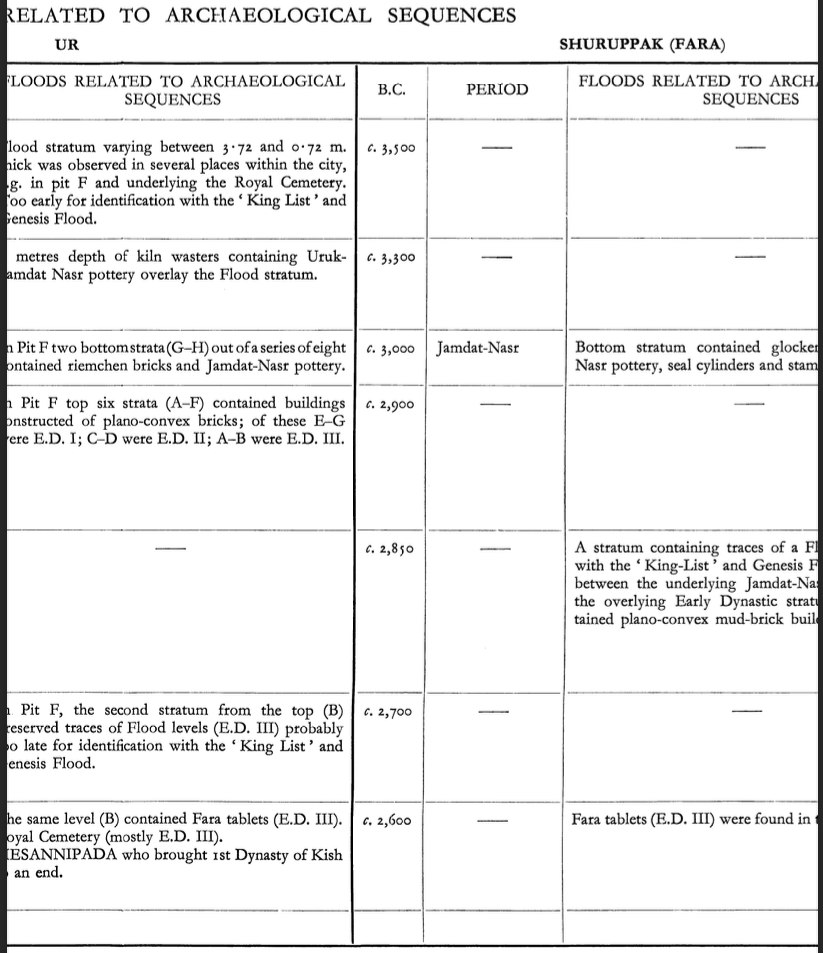 RELATED TO ARCHAEOLOGICAL SEQUENCES
UR
SHURUPPAK (FARA)
FLOODS RELATED TO ARCHAEOLOGICAL
SEQUENCES
B.C.
PERIOD
FLOODS RELATED TO ARCH
SEQUENCES
lood stratum varying between 3·72 and 0·72 m.
hick was observed in several places within the city,
.g. in pit F and underlying the Royal Cemetery.
oo early for identification with the ‘ King List ’ and
Genesis Flood.
c. 3,500
—
—
metres depth of kiln wasters containing Uruk-
amdat Nasr pottery overlay the Flood stratum.
c. 3,300
—
—
n Pit F two bottom strata (G–H) out of a series of eight
ontained riemchen bricks and Jamdat-Nasr pottery.
c. 3,000
Jamdat-Nasr
Bottom stratum contained glocken
Nasr pottery, seal cylinders and stam
n Pit F top six strata (A–F) contained buildings
onstructed of plano-convex bricks; of these E–G
ere E.D. I; C–D were E.D. II; A–B were E.D. III.
c. 2,900
—
—
—
c. 2,850
—
A stratum containing traces of a Fl
with the ‘ King-List ’ and Genesis F
between the underlying Jamdat-Nas
the overlying Early Dynastic strat
tained plano-convex mud-brick buil
n Pit F, the second stratum from the top (B)
reserved traces of Flood levels (E.D. III) probably
oo late for identification with the ‘ King List ’ and
enesis Flood.
c. 2,700
—
—
he same level (B) contained Fara tablets (E.D. III).
oyal Cemetery (mostly E.D. III).
ESANNIPADA who brought 1st Dynasty of Kish
an end.
c. 2,600
—
Fara tablets (E.D. III) were found in